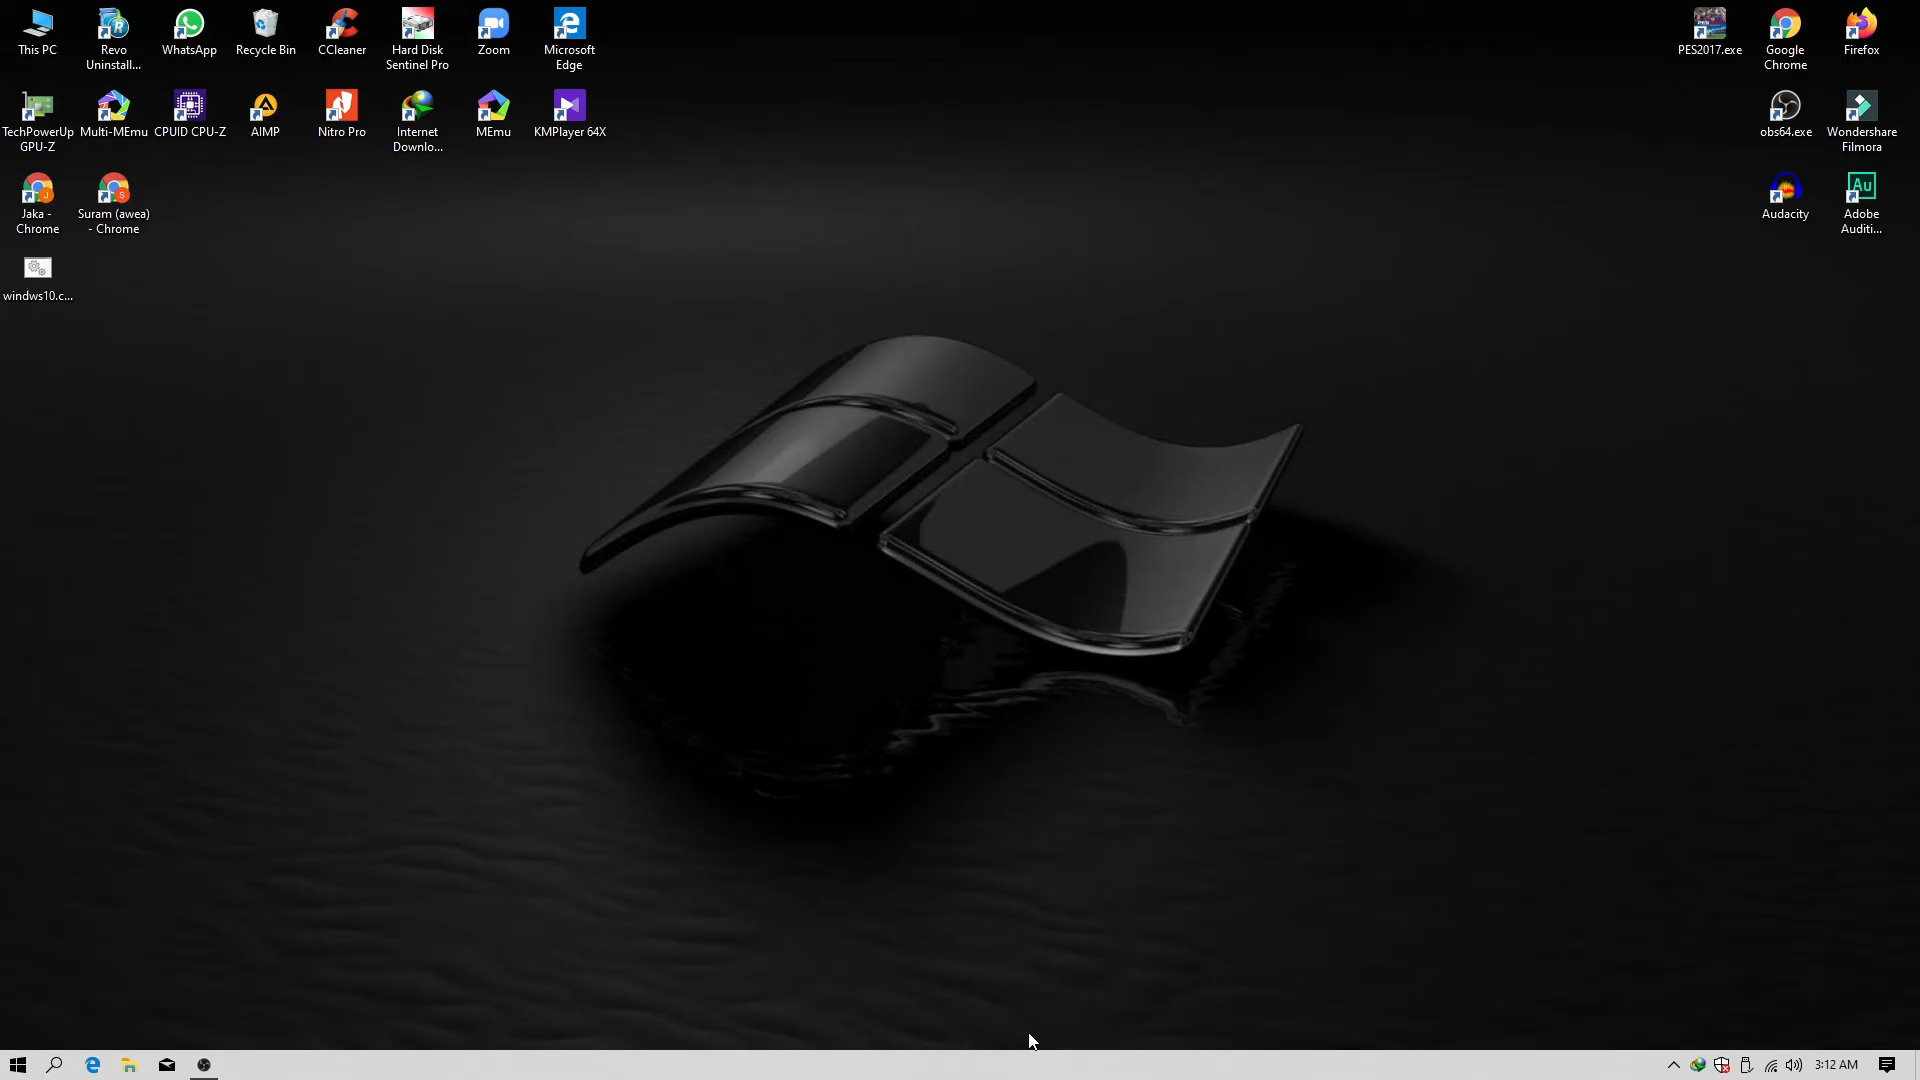 This PC
Revo
Uninstall...
WhatsApp
Recycle Bin
CCleaner
Hard Disk
Sentinel Pro
Zoom
Microsoft
Edge
PES2017.exe
Google
Chrome
Firefox
TechPowerUp
GPU-Z
Multi-MEmu
CPUID CPU-Z
AIMP
Nitro Pro
Internet
Downlo...
MEmu
KMPlayer 64X
obs64.exe
Wondershare
Filmora
Jaka -
Chrome
Suram (awea)
- Chrome
Audacity
Au
Adobe
Auditi...
windws10.c...
3:12 AM